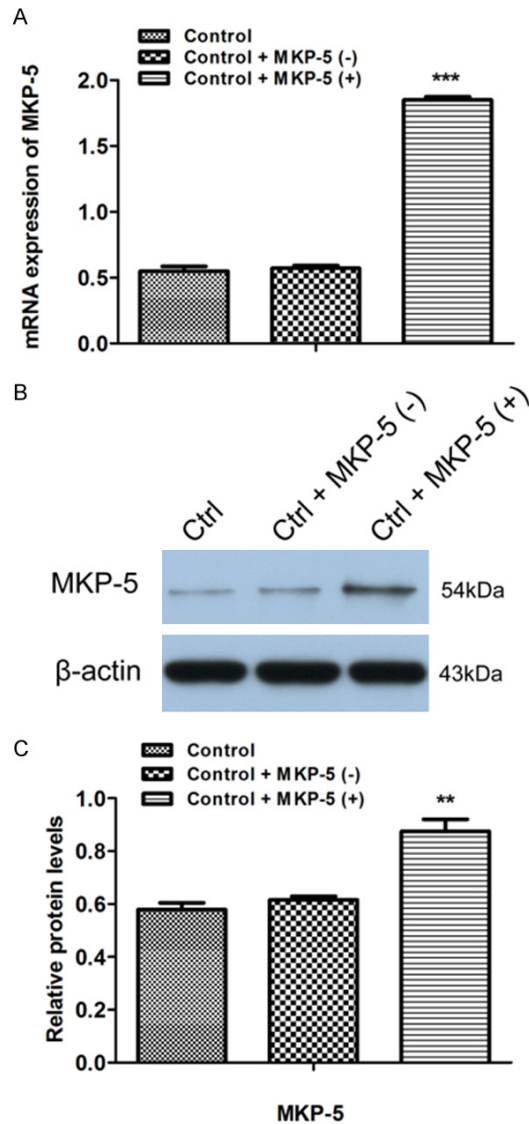 A
Control
Control + MKP-5 (-)
Control + MKP-5 (+)
mRNA expression of MKP-5
2.0
1.5
1.0
0.5
0.0
***
B
Ctrl
Ctrl + MKP-5 (-)
Ctrl + MKP-5 (+)
MKP-5
54kDa
β-actin
43kDa
C
Control
Control + MKP-5 (-)
Control + MKP-5 (+)
Relative protein levels
1.0
0.8
0.6
0.4
0.2
0.0
**
MKP-5